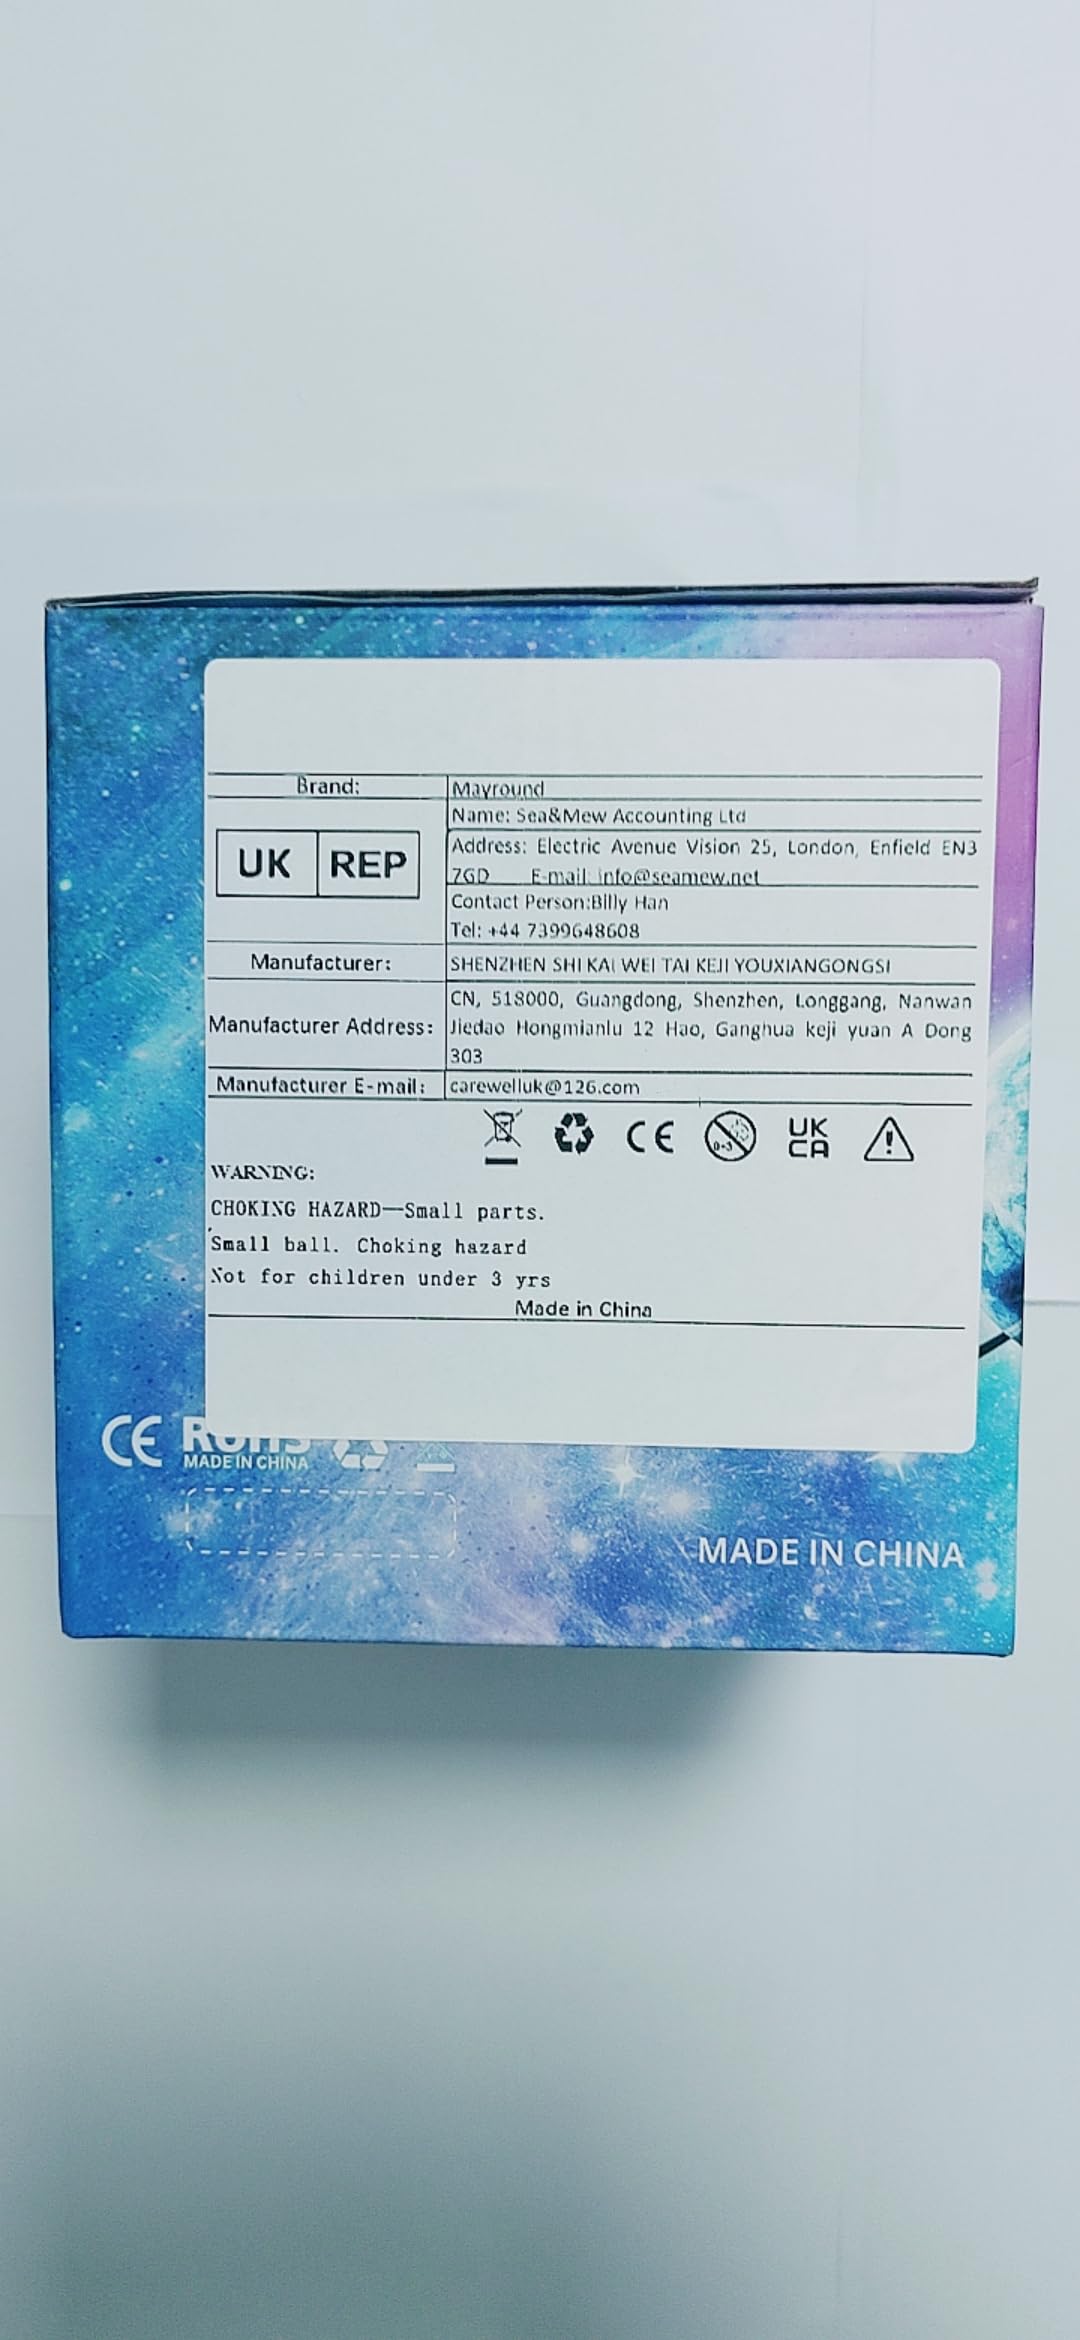 Brand:
Mayround
UK REP
Name: Sea&Mew Accounting Ltd
Address: Electric Avenue Vision 25, London, Enfield EN3
7GD E-mail: info@seamew.net
Contact Person:Billy Han
Tel: +44 7399648608
Manufacturer:
SHENZHEN SHI KAI WEI TAI KEJI YOUXIANGONGSI
Manufacturer Address:
CN, 518000, Guangdong, Shenzhen, Longgang, Nanwan
Jiedao Hongmianlu 12 Hao, Ganghua keji yuan A Dong
303
Manufacturer E-mail:
carewelluk@126.com
CE
0-3
UK
CA
WARNING:
CHOKING HAZARD—Small parts.
Small ball. Choking hazard
Not for children under 3 yrs
Made in China
CE RoHS
MADE IN CHINA
MADE IN CHINA